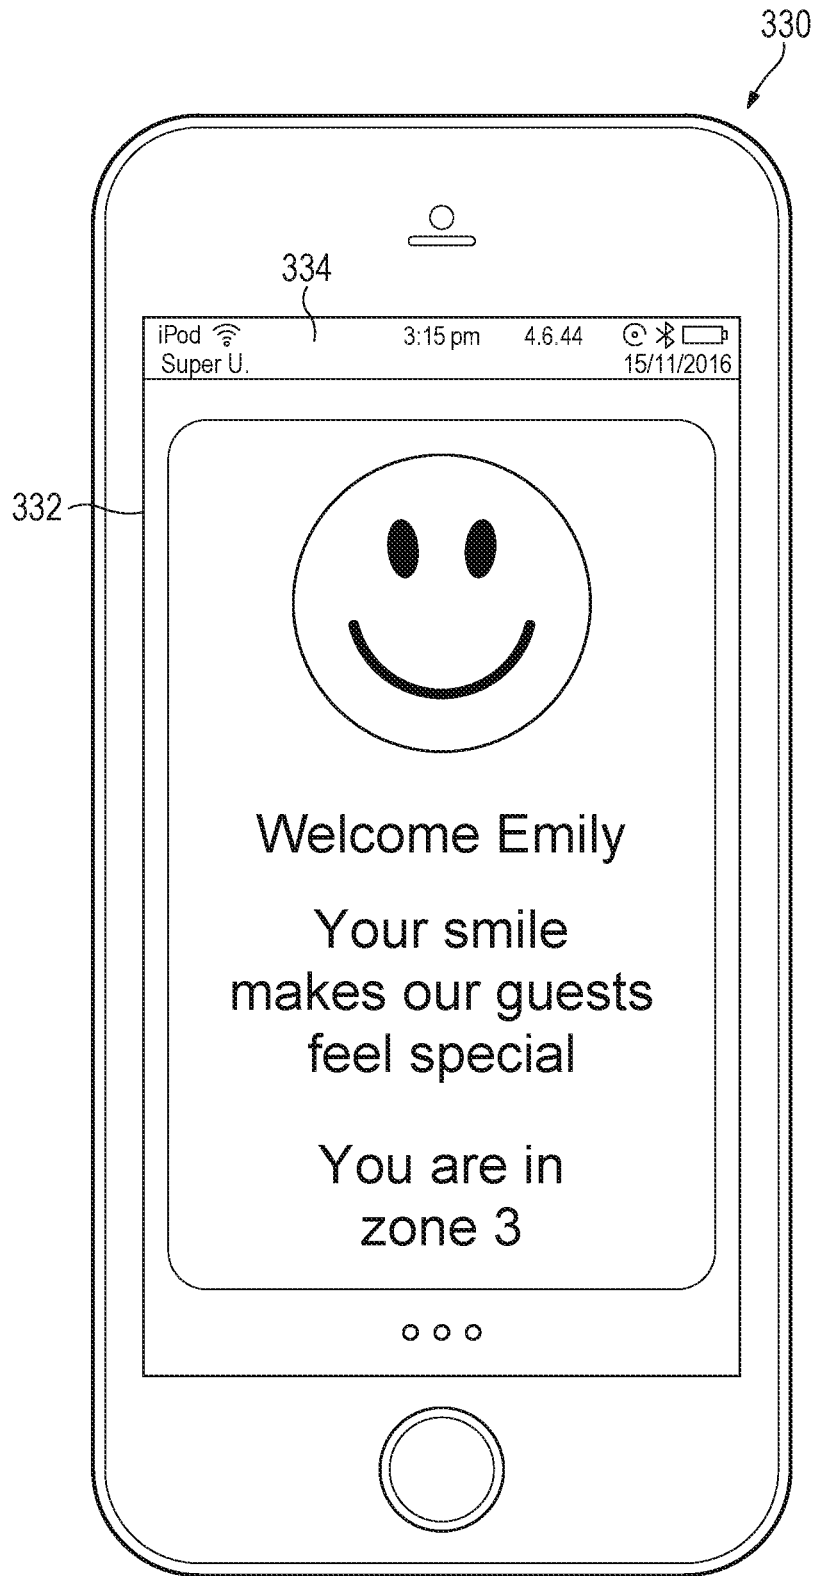 330
334
iPod 3:15 pm 4.6.44
Super U. 15/11/2016
332
Welcome Emily
Your smile
makes our guests
feel special
You are in
zone 3